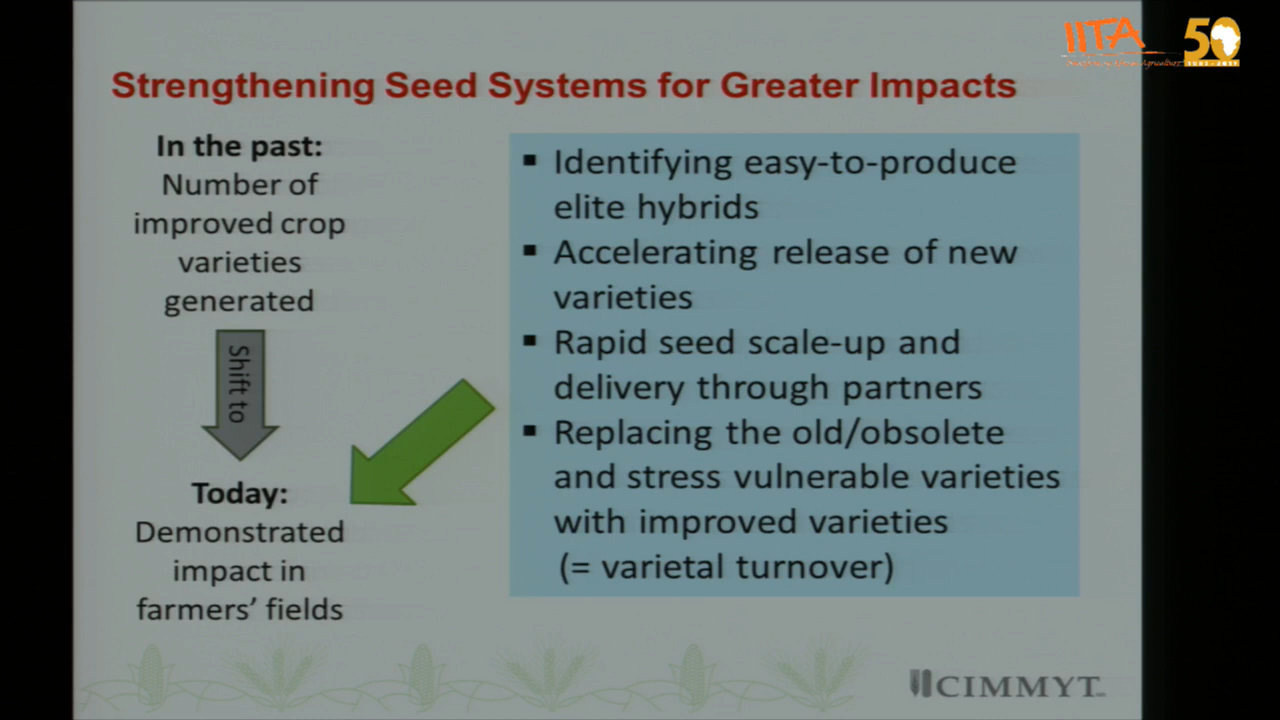 IITA
50
Strengthening Seed Systems for Greater Impacts
In the past:
Number of
improved crop
varieties
generated
Shift to
Today:
Demonstrated
impact in
farmers’ fields
▪ Identifying easy-to-produce
elite hybrids
▪ Accelerating release of new
varieties
▪ Rapid seed scale-up and
delivery through partners
▪ Replacing the old/obsolete
and stress vulnerable varieties
with improved varieties
(= varietal turnover)
CIMMYT